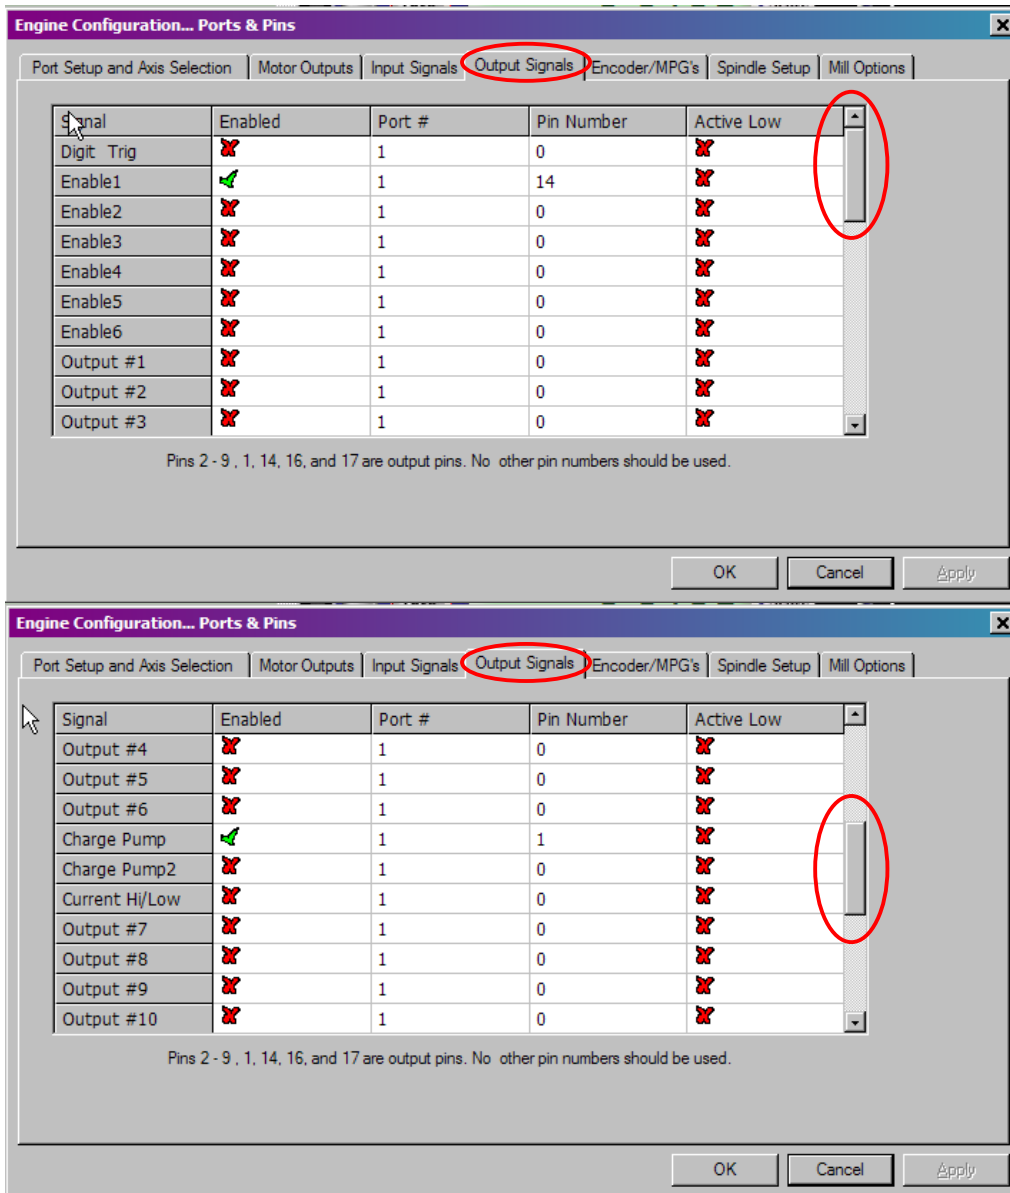 Engine Configuration... Ports & Pins
Port Setup and Axis Selection Motor Outputs Input Signals Output Signals Encoder/MPG's Spindle Setup Mill Options
Signal Enabled Port # Pin Number Active Low
Digit Trig 1 0
Enable1 1 14
Enable2 1 0
Enable3 1 0
Enable4 1 0
Enable5 1 0
Enable6 1 0
Output #1 1 0
Output #2 1 0
Output #3 1 0
Pins 2 - 9 , 1, 14, 16, and 17 are output pins. No other pin numbers should be used.
OK Cancel Apply
Engine Configuration... Ports & Pins
Port Setup and Axis Selection Motor Outputs Input Signals Output Signals Encoder/MPG's Spindle Setup Mill Options
Signal Enabled Port # Pin Number Active Low
Output #4 1 0
Output #5 1 0
Output #6 1 0
Charge Pump 1 1
Charge Pump2 1 0
Current Hi/Low 1 0
Output #7 1 0
Output #8 1 0
Output #9 1 0
Output #10 1 0
Pins 2 - 9 , 1, 14, 16, and 17 are output pins. No other pin numbers should be used.
OK Cancel Apply